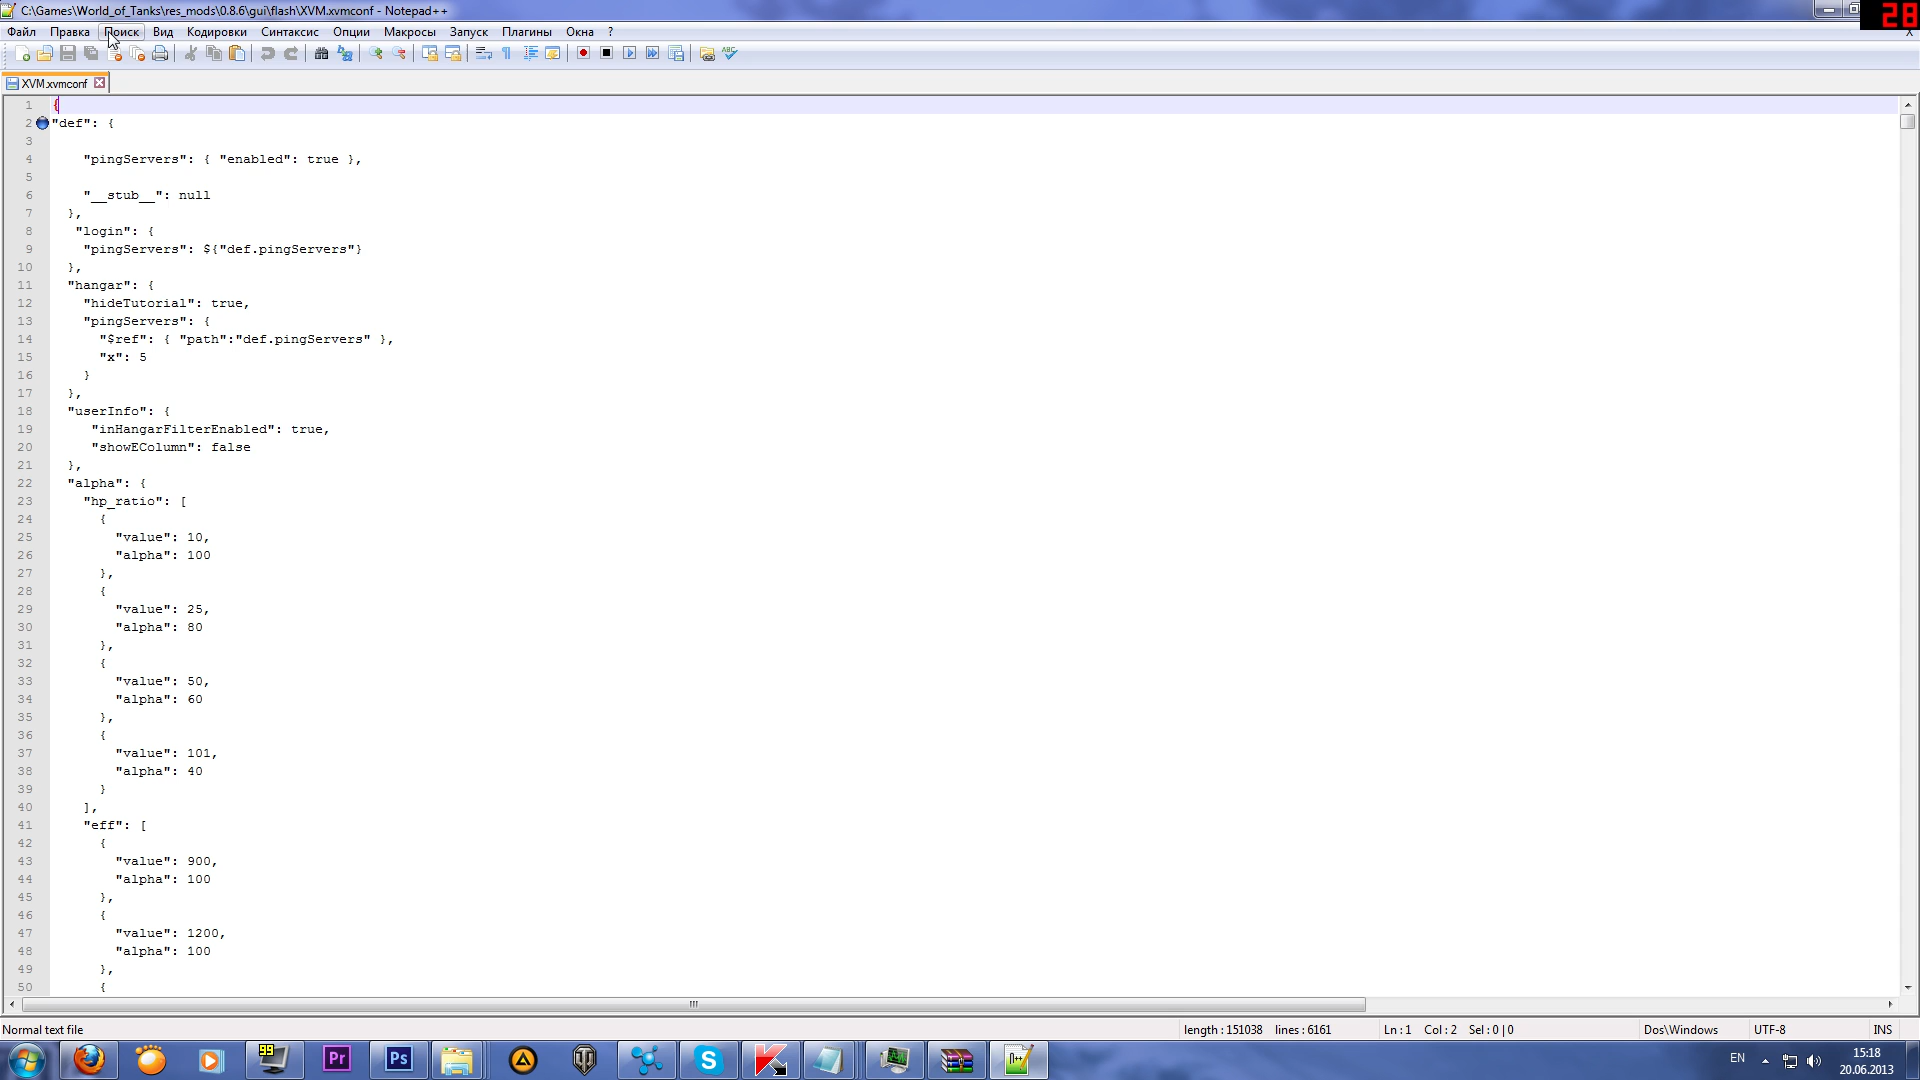 C:\Games\World_of_Tanks\res_mods\0.8.6\gui\flash\XVM.xvmconf - Notepad++
28
Файл Правка Поиск Вид Кодировки Синтаксис Опции Макросы Запуск Плагины Окна ? X
XVM.xvmconf
1 {
2 "def": {
3
4 "pingServers": { "enabled": true },
5
6 "__stub__": null
7 },
8 "login": {
9 "pingServers": ${"def.pingServers"}
10 },
11 "hangar": {
12 "hideTutorial": true,
13 "pingServers": {
14 "$ref": { "path":"def.pingServers" },
15 "x": 5
16 }
17 },
18 "userInfo": {
19 "inHangarFilterEnabled": true,
20 "showEColumn": false
21 },
22 "alpha": {
23 "hp_ratio": [
24 {
25 "value": 10,
26 "alpha": 100
27 },
28 {
29 "value": 25,
30 "alpha": 80
31 },
32 {
33 "value": 50,
34 "alpha": 60
35 },
36 {
37 "value": 101,
38 "alpha": 40
39 }
40 ],
41 "eff": [
42 {
43 "value": 900,
44 "alpha": 100
45 },
46 {
47 "value": 1200,
48 "alpha": 100
49 },
50 {
Normal text file length : 151038 lines : 6161 Ln : 1 Col : 2 Sel : 0 | 0 Dos\Windows UTF-8 INS
99 Pr Ps EN 15:18
20.06.2013